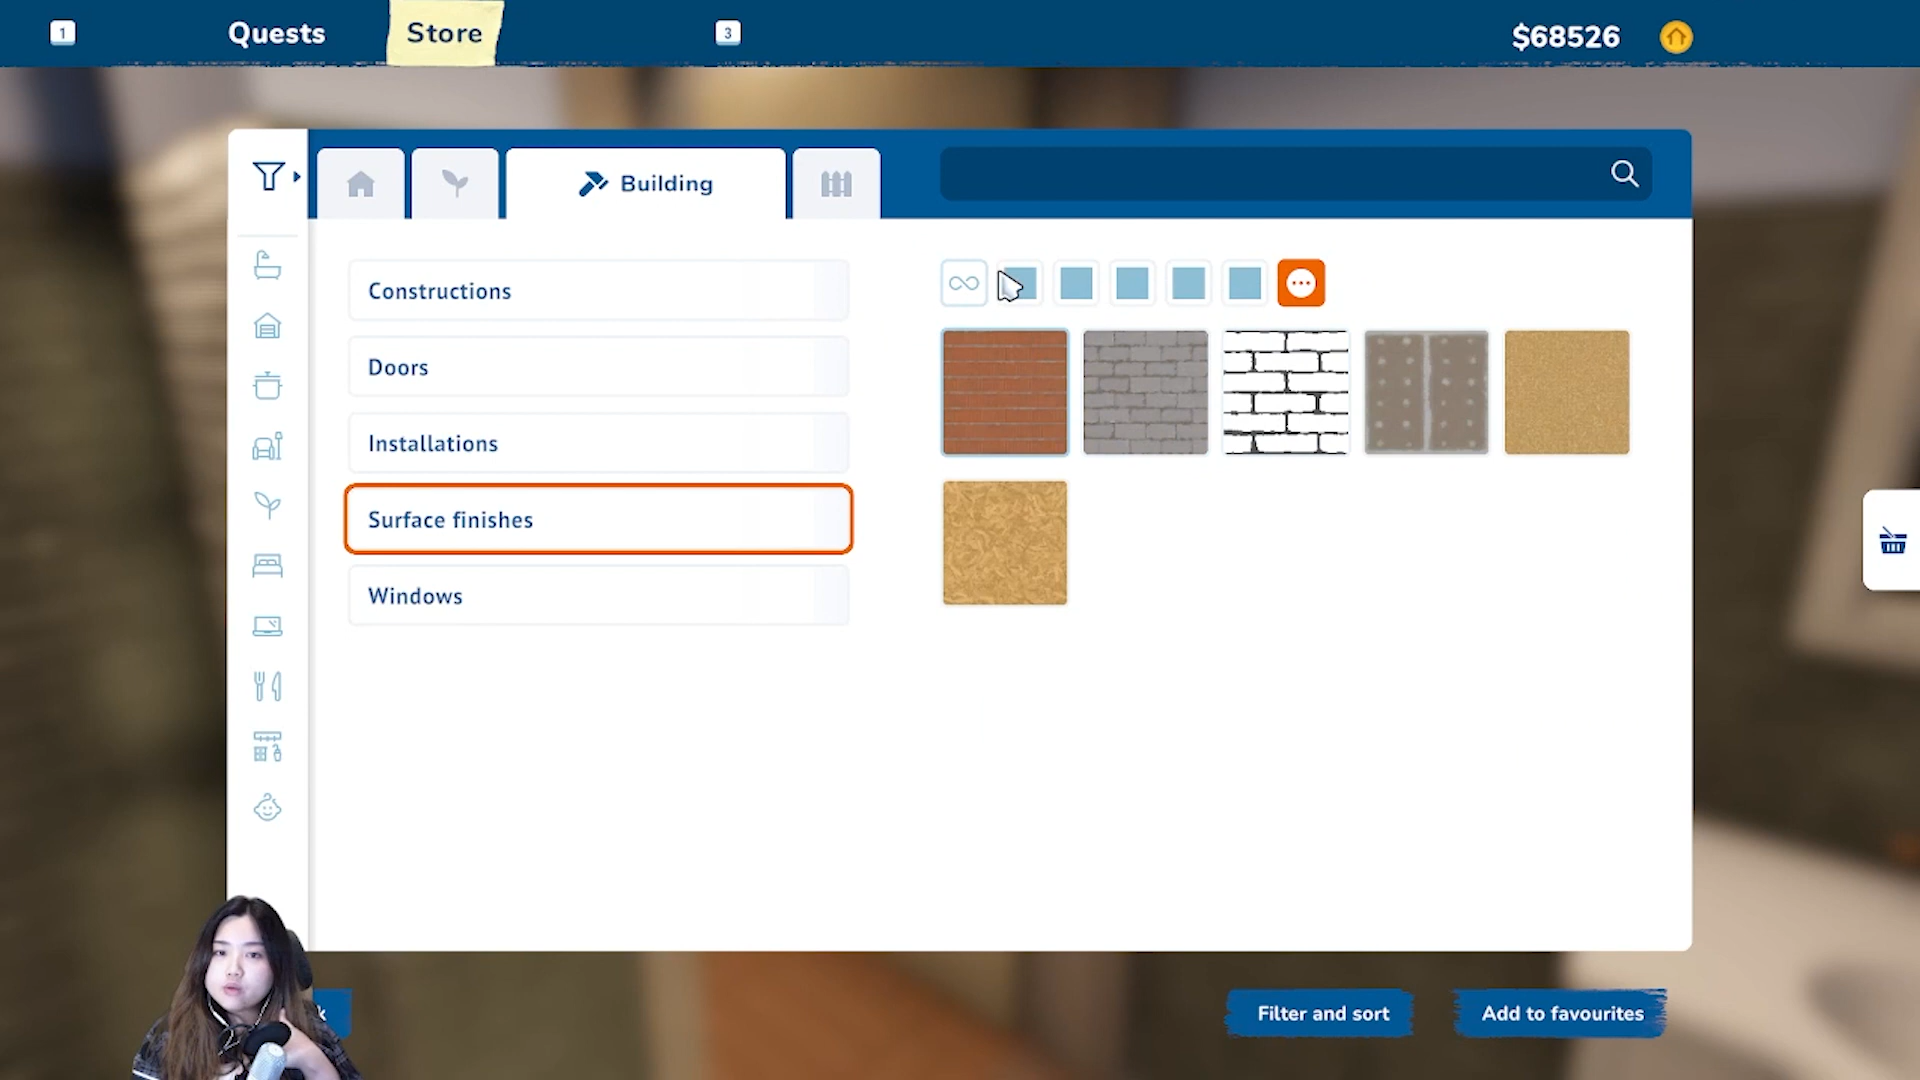 1
Quests
Store
3
$68526
Building
Constructions
Doors
Installations
Surface finishes
Windows
k
Filter and sort
Add to favourites